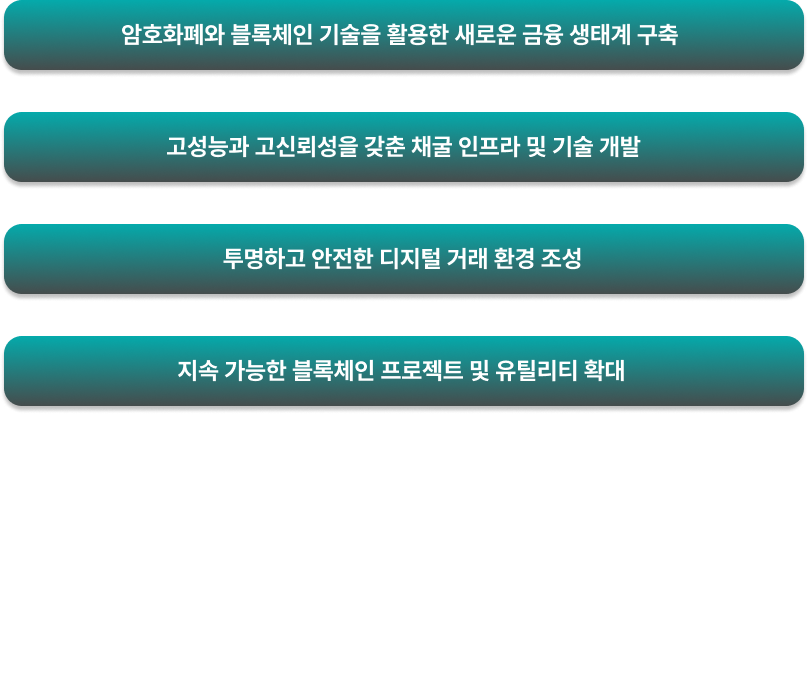 암호화폐와 블록체인 기술을 활용한 새로운 금융 생태계 구축
고성능과 고신뢰성을 갖춘 채굴 인프라 및 기술 개발
투명하고 안전한 디지털 거래 환경 조성
지속 가능한 블록체인 프로젝트 및 유틸리티 확대